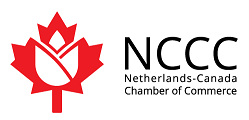 NCCC
Netherlands-Canada
Chamber of Commerce